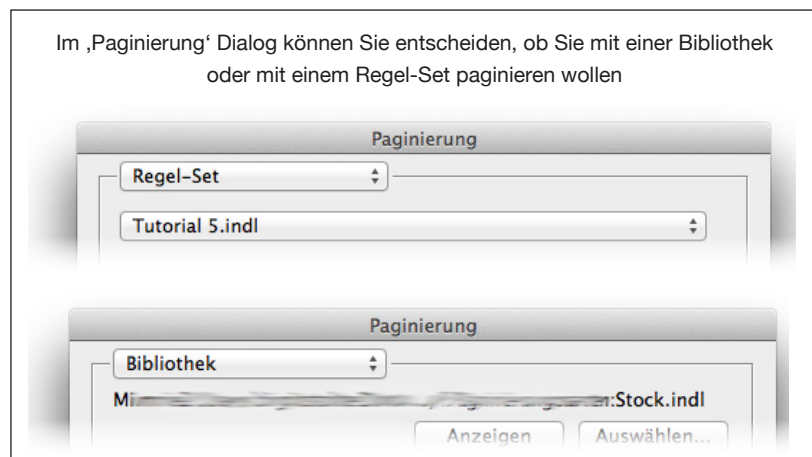 Im ‚Paginierung‘ Dialog können Sie entscheiden, ob Sie mit einer Bibliothek
oder mit einem Regel-Set paginieren wollen
Paginierung
Regel-Set
Tutorial 5.indl
Paginierung
Bibliothek
:Stock.indl
Anzeigen
Auswählen...